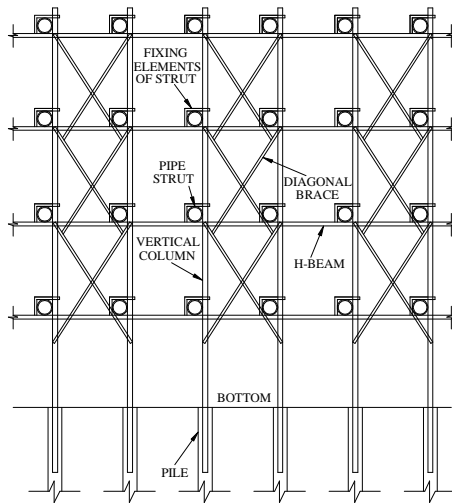 FIXING
ELEMENTS
OF STRUT
PIPE
STRUT
DIAGONAL
BRACE
VERTICAL
COLUMN
H-BEAM
BOTTOM
PILE